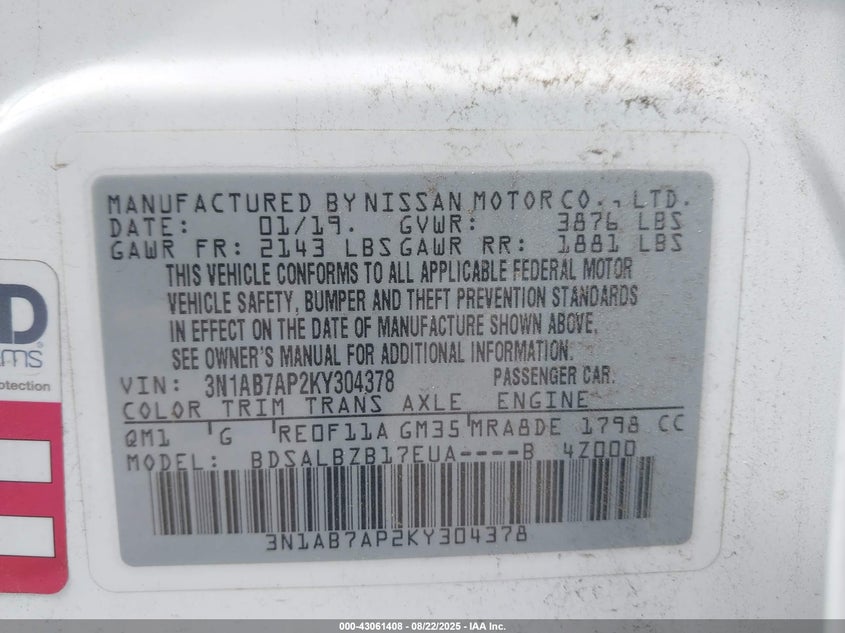 MANUFACTURED BY NISSAN MOTOR CO., LTD.
DATE: 01/19. GVWR: 3876 LBS
GAWR FR: 2143 LBS GAWR RR: 1881 LBS
THIS VEHICLE CONFORMS TO ALL APPLICABLE FEDERAL MOTOR
VEHICLE SAFETY, BUMPER AND THEFT PREVENTION STANDARDS
IN EFFECT ON THE DATE OF MANUFACTURE SHOWN ABOVE.
SEE OWNER'S MANUAL FOR ADDITIONAL INFORMATION.
VIN: 3N1AB7AP2KY304378 PASSENGER CAR.
COLOR TRIM TRANS AXLE ENGINE
QM1 G RE0F11A GM35 MRA8DE 1798 CC
MODEL: BDSALBZB17EUA----B 4Z000
3N1AB7AP2KY304378
000-43061408 - 08/22/2025 - IAA Inc.